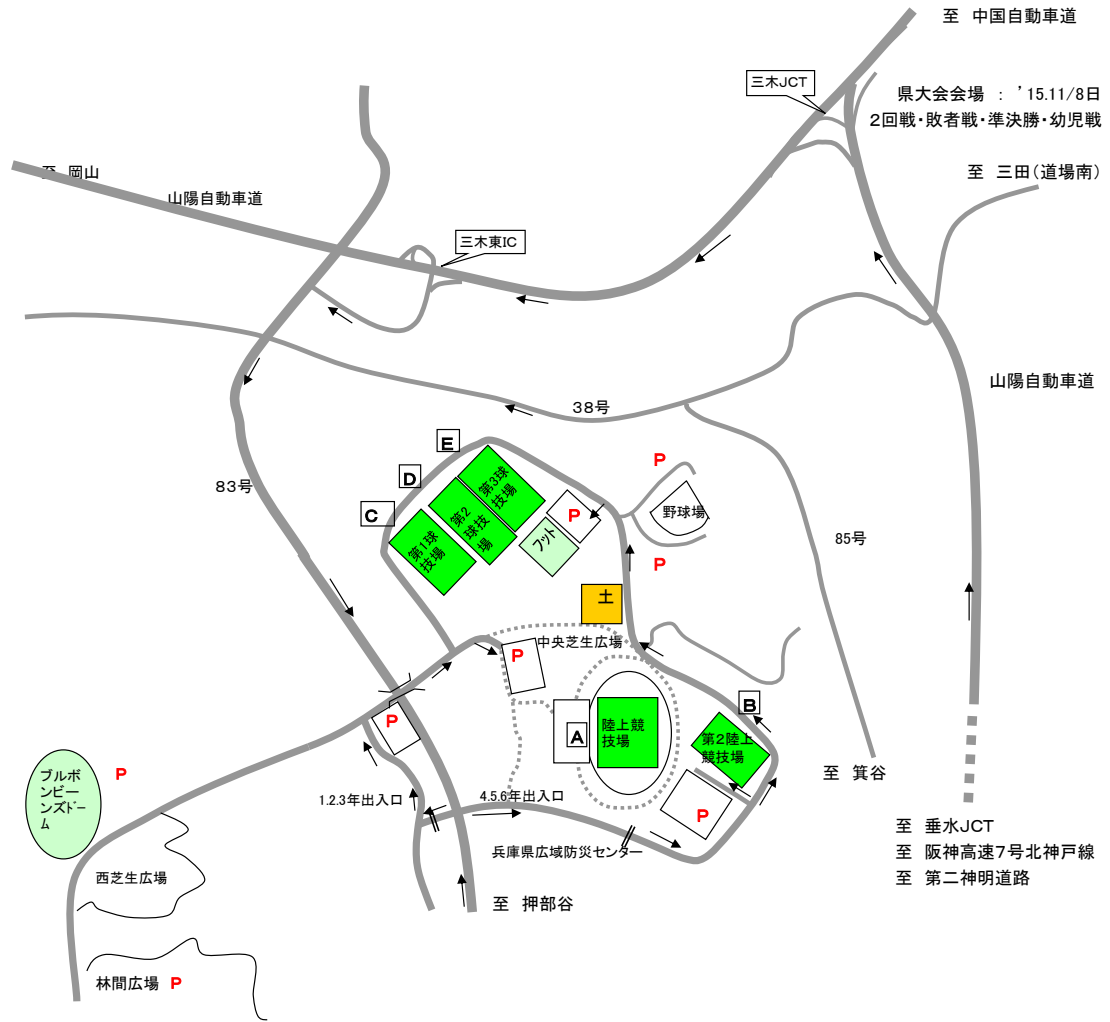 至 中国自動車道
三木JCT
県大会会場 : '15.11/8日
2回戦・敗者戦・準決勝・幼児戦
至 岡山
至 三田(道場南)
山陽自動車道
三木東IC
山陽自動車道
38号
83号
E
D
C
第3球
技場
第2
球技
場
第1球
技場
P
P
フット
野球場
85号
P
土
中央芝生広場
P
B
P
A
陸上競
技場
第2陸上
競技場
至 箕谷
ブルボ
ンビー
ンズドー
ム
P
1.2.3年出入口
4.5.6年出入口
P
兵庫県広域防災センター
至 垂水JCT
至 阪神高速7号北神戸線
至 第二神明道路
西芝生広場
至 押部谷
林間広場 P